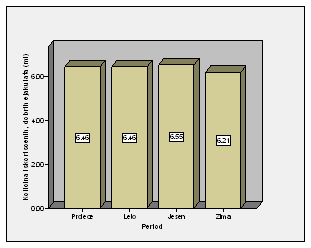 Količina iskorišćenih, dobrih ejakulata (ml)
6.00
4.00
2.00
0.00
6.46
6.46
6.55
6.21
Proleće
Leto
Jesen
Zima
Period